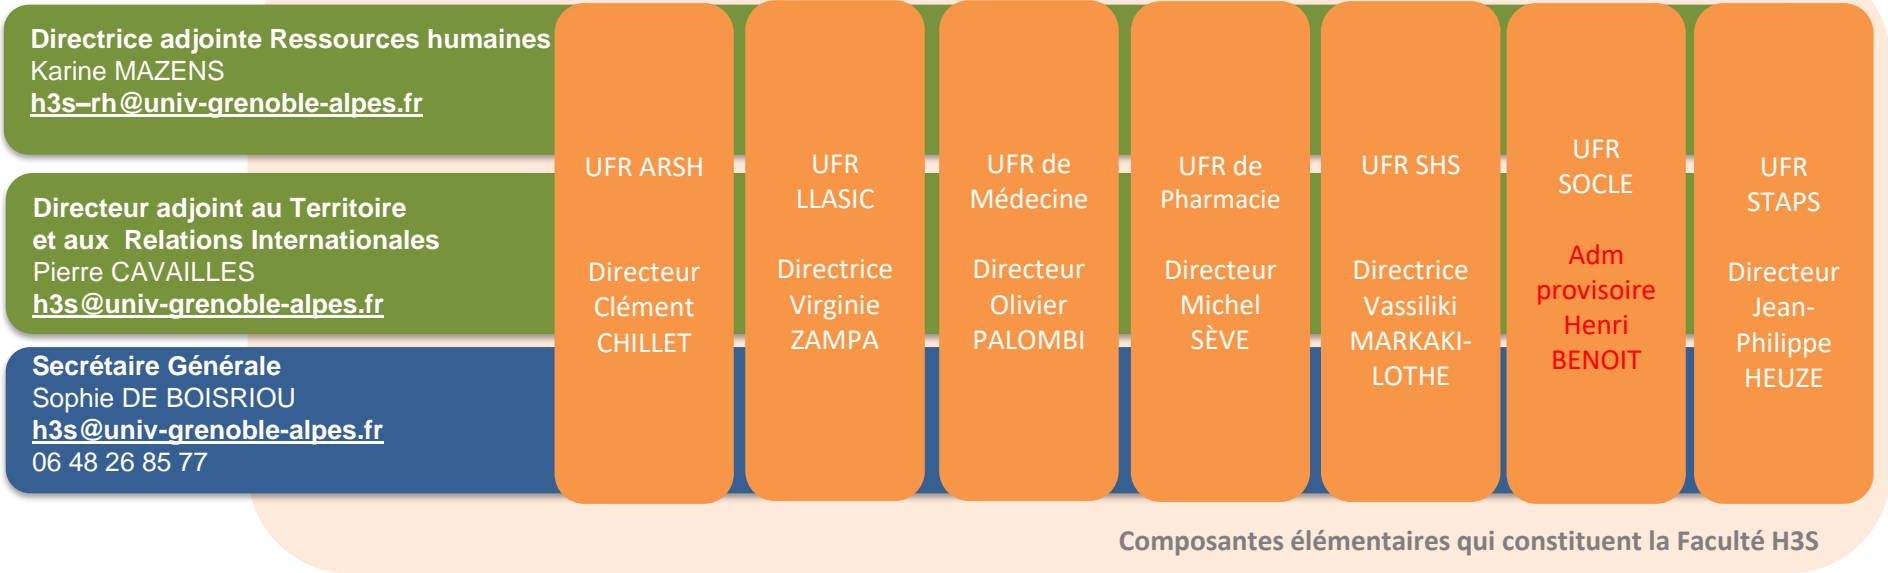 Directrice adjointe Ressources humaines
Karine MAZENS
h3s–rh@univ-grenoble-alpes.fr
Directeur adjoint au Territoire
et aux  Relations Internationales
Pierre CAVAILLES
h3s@univ-grenoble-alpes.fr
Secrétaire Générale
Sophie DE BOISRIOU
h3s@univ-grenoble-alpes.fr
06 48 26 85 77
UFR ARSH
Directeur
Clément
CHILLET
UFR
LLASIC
Directrice
Virginie
ZAMPA
UFR de
Médecine
Directeur
Olivier
PALOMBI
UFR de
Pharmacie
Directeur
Michel
SÈVE
UFR SHS
Directrice
Vassiliki
MARKAKI-
LOTHE
UFR
SOCLE
Adm
provisoire
Henri
BENOIT
UFR
STAPS
Directeur
Jean-
Philippe
HEUZE
Composantes élémentaires qui constituent la Faculté H3S